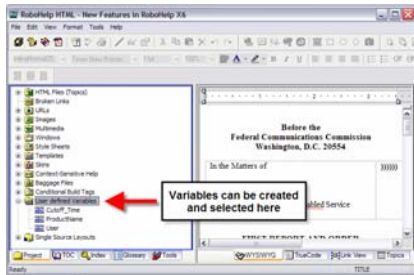 RoboHelp HTML - New Features in RoboHelp X6
File Edit View Format Tools Help
HTML Files (Topics)
Broken Links
URLs
Images
Multimedia
Windows
Style Sheets
Templates
Skins
Context-Sensitive Help
Baggage Files
Conditional Build Tags
User defined Variables
Cutoff_Time
ProductName
User
Single Source Layouts
Project TOC Index Glossary Tools
Variables can be created
and selected here
Before the
Federal Communications Commission
Washington, D.C. 20554
In the Matters of
abled Service
FIRST REPORT AND ORDER
WYSIWYG TrueCode Link View Topics
Ready
TITLE